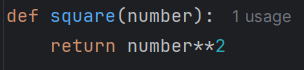 def square(number):  1 usage
    return number**2